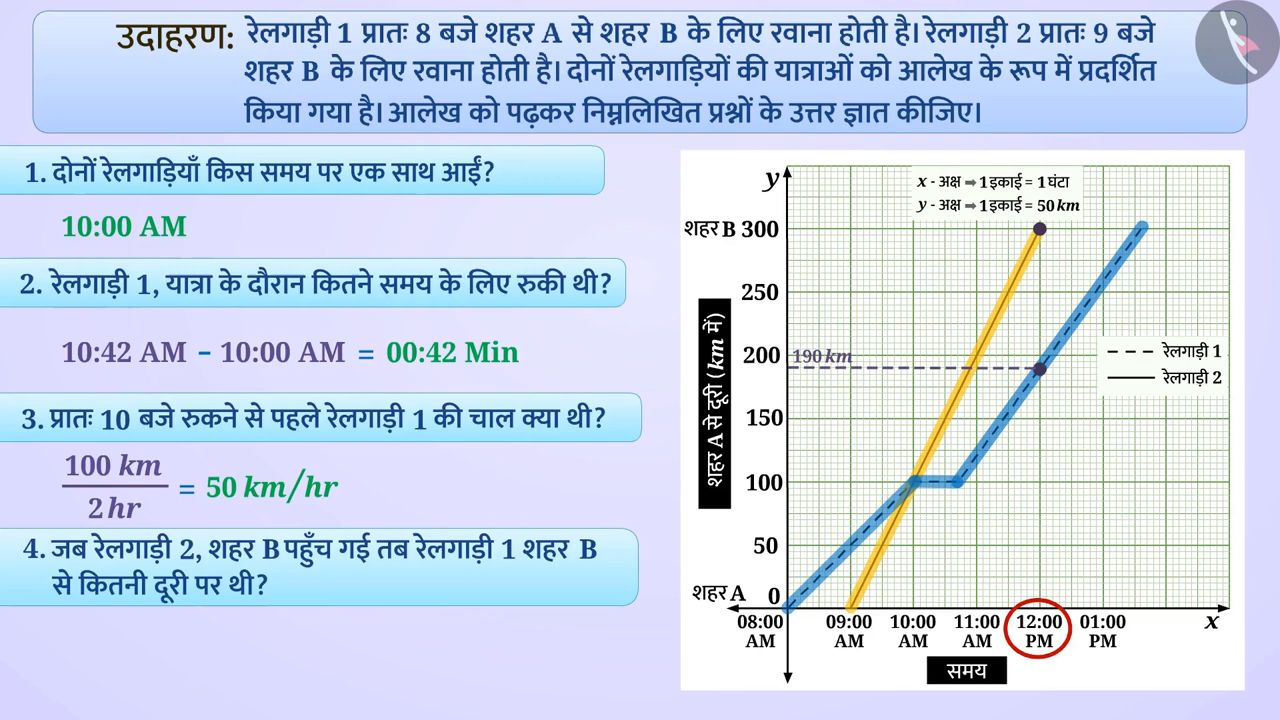 उदाहरण: रेलगाड़ी 1 प्रातः 8 बजे शहर A से शहर B के लिए रवाना होती है। रेलगाड़ी 2 प्रातः 9 बजे
शहर B के लिए रवाना होती है। दोनों रेलगाड़ियों की यात्राओं को आलेख के रूप में प्रदर्शित
किया गया है। आलेख को पढ़कर निम्नलिखित प्रश्नों के उत्तर ज्ञात कीजिए।
1. दोनों रेलगाड़ियाँ किस समय पर एक साथ आईं?
10:00 AM
2. रेलगाड़ी 1, यात्रा के दौरान कितने समय के लिए रुकी थी?
10:42 AM – 10:00 AM = 00:42 Min
3. प्रातः 10 बजे रुकने से पहले रेलगाड़ी 1 की चाल क्या थी?
100 km
2 hr
= 50 km/hr
4. जब रेलगाड़ी 2, शहर B पहुँच गई तब रेलगाड़ी 1 शहर B
से कितनी दूरी पर थी?
y
x - अक्ष ⇒ 1 इकाई = 1 घंटा
y - अक्ष ⇒ 1 इकाई = 50 km
शहर B 300
250
200
190 km
150
100
50
शहर A 0
शहर A से दूरी (km में)
रेलगाड़ी 1
रेलगाड़ी 2
08:00 09:00 10:00 11:00 12:00 01:00 x
AM AM AM AM PM PM
समय